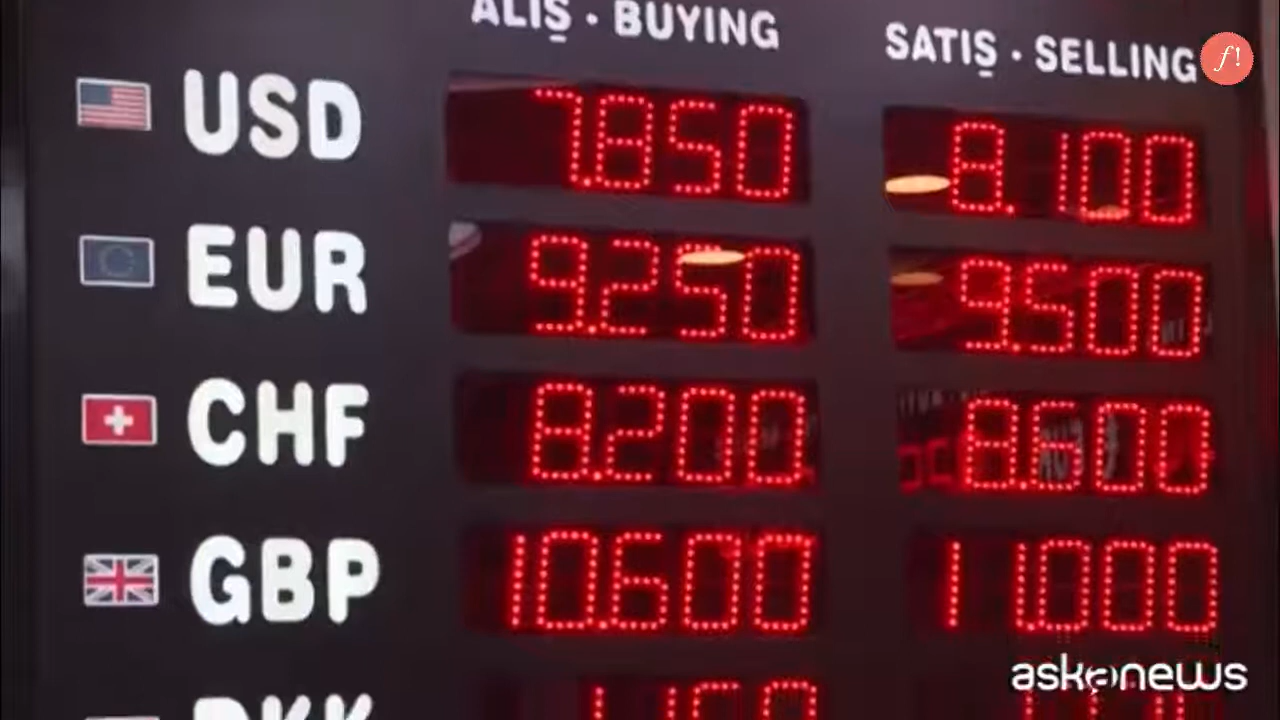 ALIŞ · BUYING SATIŞ · SELLING f!
USD 7.850 8.100
EUR 9.250 9.500
CHF 8.200 8.600
GBP 10.600 11.000
DKK
askanews